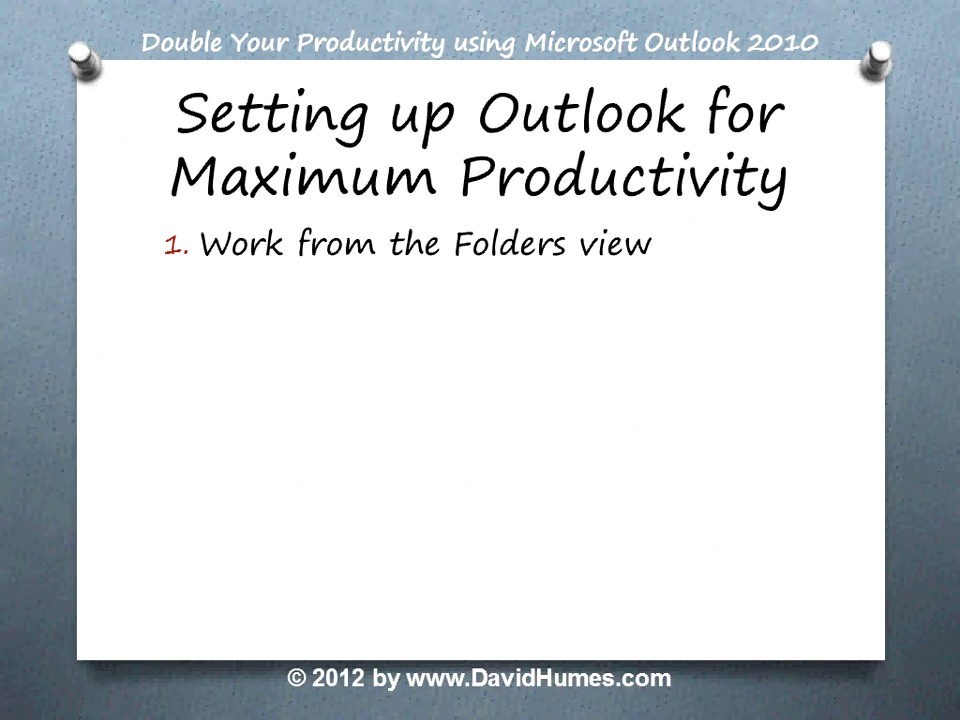 Double Your Productivity using Microsoft Outlook 2010
Setting up Outlook for
Maximum Productivity
1. Work from the Folders view
© 2012 by www.DavidHumes.com